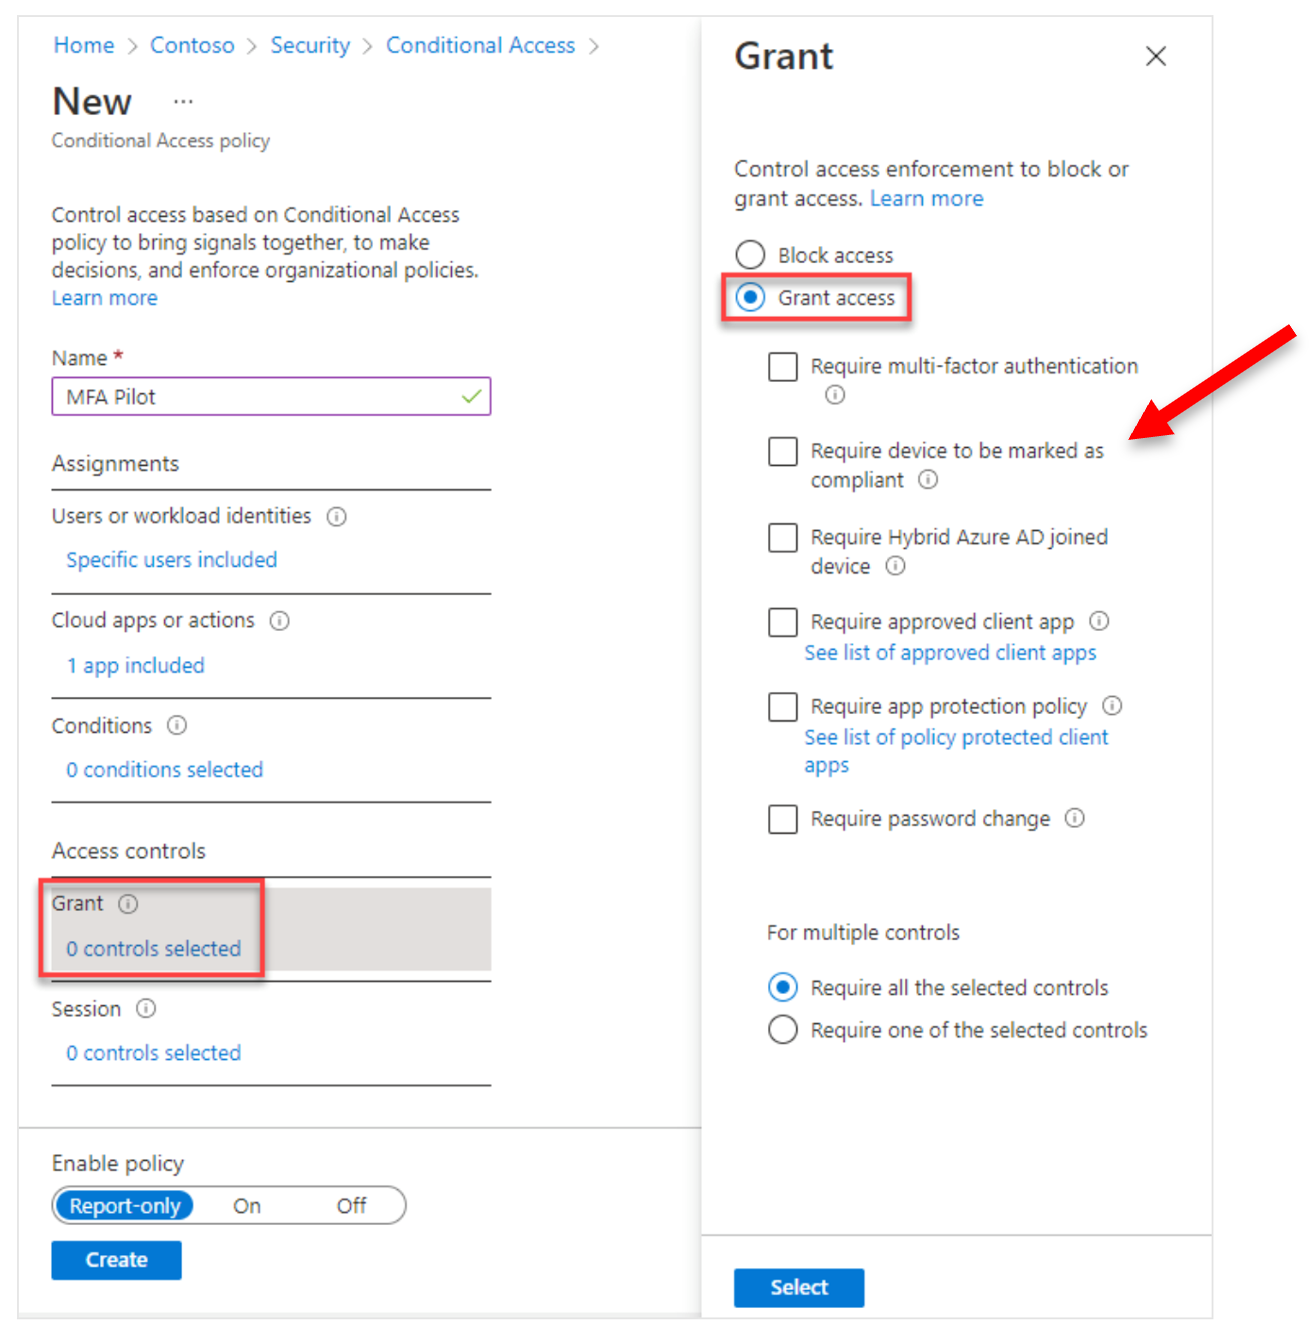 Home > Contoso > Security > Conditional Access >
New ...
Conditional Access policy
Control access based on Conditional Access
policy to bring signals together, to make
decisions, and enforce organizational policies.
Learn more
Name *
MFA Pilot
Assignments
Users or workload identities
Specific users included
Cloud apps or actions
1 app included
Conditions
0 conditions selected
Access controls
Grant
0 controls selected
Session
0 controls selected
Enable policy
Report-only On Off
Create
Grant
Control access enforcement to block or
grant access. Learn more
Block access
Grant access
Require multi-factor authentication
Require device to be marked as
compliant
Require Hybrid Azure AD joined
device
Require approved client app
See list of approved client apps
Require app protection policy
See list of policy protected client
apps
Require password change
For multiple controls
Require all the selected controls
Require one of the selected controls
Select